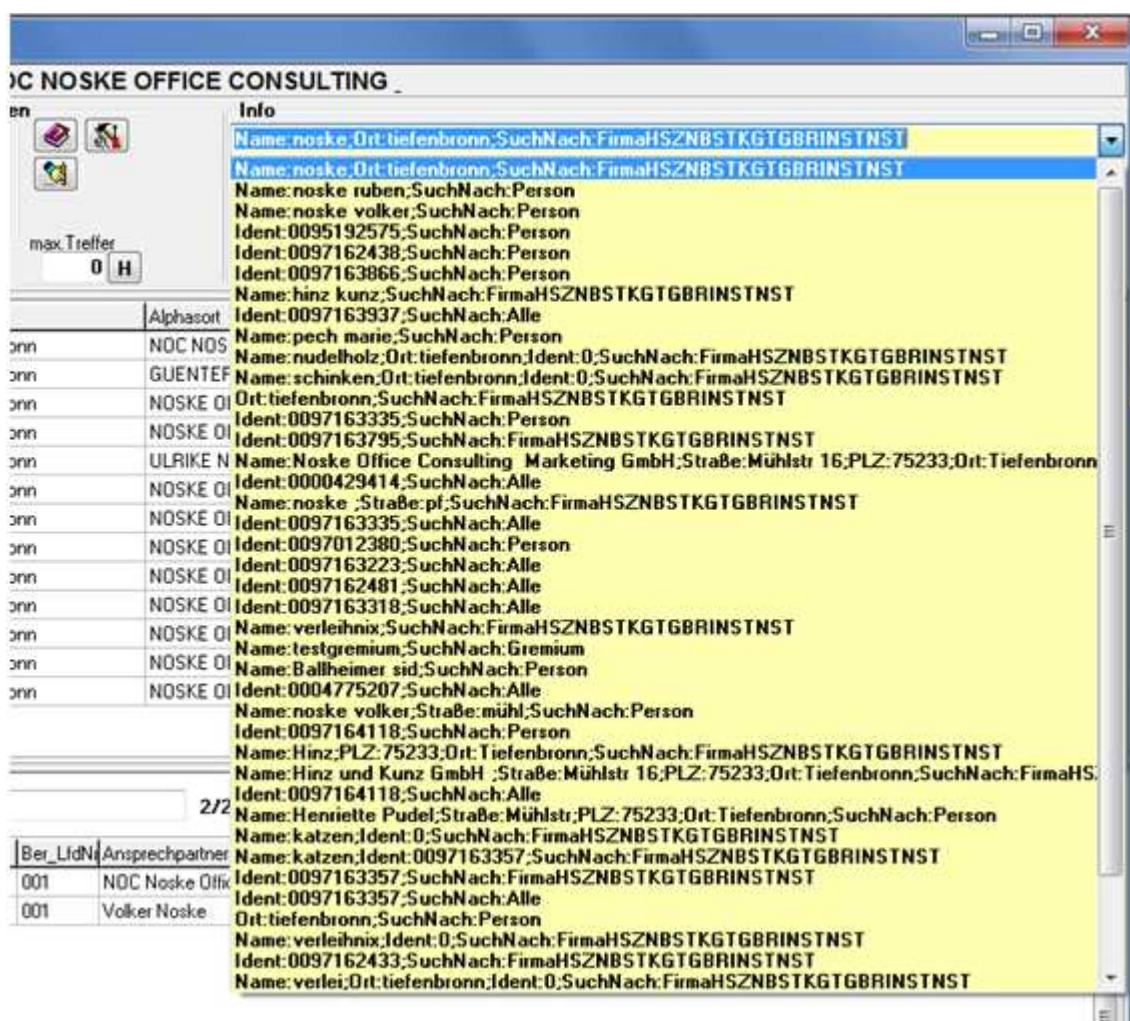 OC NOSKE OFFICE CONSULTING _
en
Info
Name:noske;Ort:tiefenbronn;SuchNach:FirmaHSZNBSTKGTGBRINSTNST
Name:noske;Ort:tiefenbronn;SuchNach:FirmaHSZNBSTKGTGBRINSTNST
Name:noske ruben;SuchNach:Person
Name:noske volker;SuchNach:Person
Ident:0095192575;SuchNach:Person
max.Treffer
Ident:0097162438;SuchNach:Person
0 H
Ident:0097163866;SuchNach:Person
Name:hinz kunz;SuchNach:FirmaHSZNBSTKGTGBRINSTNST
Alphasort
Ident:0097163937;SuchNach:Alle
Name:pech marie;SuchNach:Person
onn NOC NOS
Name:nudelholz;Ort:tiefenbronn;Ident:0;SuchNach:FirmaHSZNBSTKGTGBRINSTNST
onn GUENTEF
Name:schinken;Ort:tiefenbronn;Ident:0;SuchNach:FirmaHSZNBSTKGTGBRINSTNST
Ort:tiefenbronn;SuchNach:FirmaHSZNBSTKGTGBRINSTNST
onn NOSKE OI
Ident:0097163335;SuchNach:Person
onn NOSKE OI
Ident:0097163795;SuchNach:FirmaHSZNBSTKGTGBRINSTNST
onn ULRIKE N
Name:Noske Office Consulting Marketing GmbH;Straße:Mühlstr 16;PLZ:75233;Ort:Tiefenbronn
Ident:0000429414;SuchNach:Alle
onn NOSKE OI
Name:noske ;Straße:pf;SuchNach:FirmaHSZNBSTKGTGBRINSTNST
onn NOSKE OI
Ident:0097163335;SuchNach:Alle
Ident:0097012380;SuchNach:Person
onn NOSKE OI
Ident:0097163223;SuchNach:Alle
onn NOSKE OI
Ident:0097162481;SuchNach:Alle
Ident:0097163318;SuchNach:Alle
onn NOSKE OI
Name:verleihnix;SuchNach:FirmaHSZNBSTKGTGBRINSTNST
onn NOSKE OI
Name:testgremium;SuchNach:Gremium
onn NOSKE OI
Name:Ballheimer sid;SuchNach:Person
onn NOSKE OI
Ident:0004775207;SuchNach:Alle
Name:noske volker;Straße:mühl;SuchNach:Person
Ident:0097164118;SuchNach:Person
Name:Hinz;PLZ:75233;Ort:Tiefenbronn;SuchNach:FirmaHSZNBSTKGTGBRINSTNST
Name:Hinz und Kunz GmbH ;Straße:Mühlstr 16;PLZ:75233;Ort:Tiefenbronn;SuchNach:FirmaHS
Ident:0097164118;SuchNach:Alle
2/2
Name:Henriette Pudel;Straße:Mühlstr;PLZ:75233;Ort:Tiefenbronn;SuchNach:Person
Name:katzen;Ident:0;SuchNach:FirmaHSZNBSTKGTGBRINSTNST
Ber_LfdNr Ansprechpartner
Name:katzen;Ident:0097163357;SuchNach:FirmaHSZNBSTKGTGBRINSTNST
001 NOC Noske Offic
Ident:0097163357;SuchNach:FirmaHSZNBSTKGTGBRINSTNST
Ident:0097163357;SuchNach:Alle
001 Volker Noske
Ort:tiefenbronn;SuchNach:Person
Name:verleihnix;Ident:0;SuchNach:FirmaHSZNBSTKGTGBRINSTNST
Ident:0097162433;SuchNach:FirmaHSZNBSTKGTGBRINSTNST
Name:verlei;Ort:tiefenbronn;Ident:0;SuchNach:FirmaHSZNBSTKGTGBRINSTNST